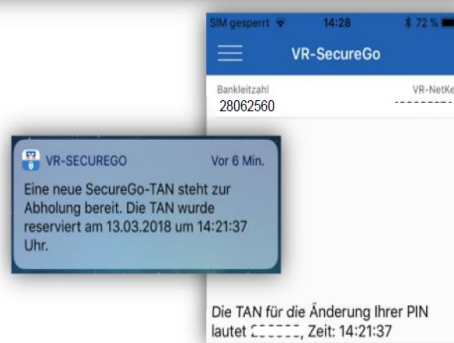 SIM gesperrt 14:28 72 %
VR-SecureGo
Bankleitzahl
28062560
VR-SECUREGO Vor 6 Min.
Eine neue SecureGo-TAN steht zur
Abholung bereit. Die TAN wurde
reserviert am 13.03.2018 um 14:21:37
Uhr.
Die TAN für die Änderung Ihrer PIN
lautet Zeit: 14:21:37